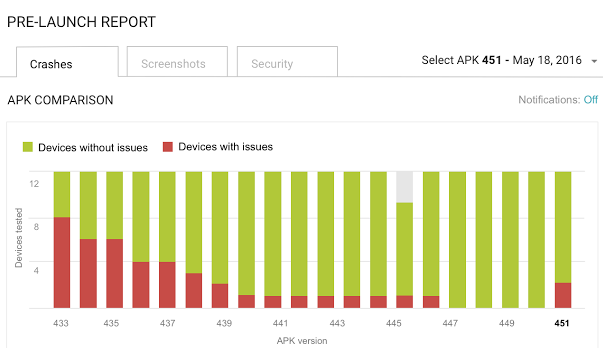 PRE-LAUNCH REPORT
Crashes
Screenshots
Security
Select APK 451 - May 18, 2016
APK COMPARISON
Notifications: Off
Devices without issues
Devices with issues
12
8
4
Devices tested
433 435 437 439 441 443 445 447 449 451
APK version